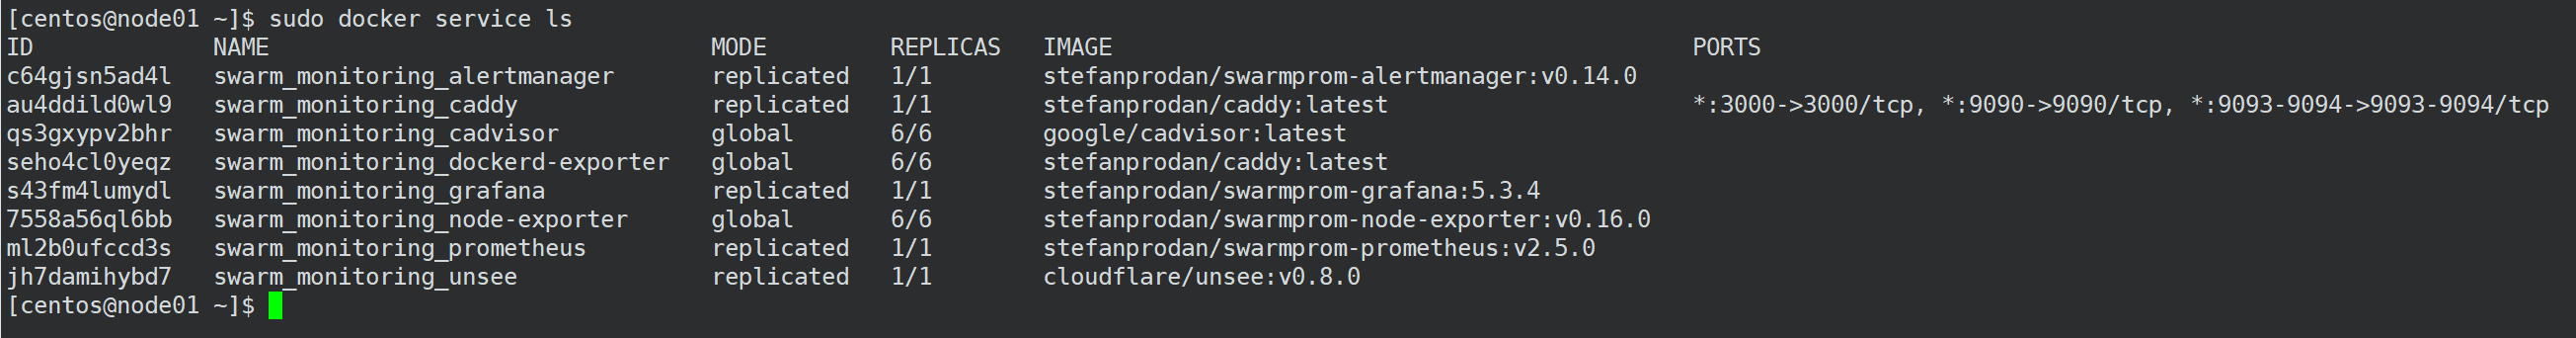 [centos@node01 ~]$ sudo docker service ls
ID             NAME                                MODE         REPLICAS   IMAGE                                          PORTS
c64gjsn5ad4l   swarm_monitoring_alertmanager       replicated   1/1        stefanprodan/swarmprom-alertmanager:v0.14.0
au4ddild0wl9   swarm_monitoring_caddy              replicated   1/1        stefanprodan/caddy:latest                      *:3000->3000/tcp, *:9090->9090/tcp, *:9093-9094->9093-9094/tcp
qs3gxypv2bhr   swarm_monitoring_cadvisor           global       6/6        google/cadvisor:latest
seho4cl0yeqz   swarm_monitoring_dockerd-exporter   global       6/6        stefanprodan/caddy:latest
s43fm4lumydl   swarm_monitoring_grafana            replicated   1/1        stefanprodan/swarmprom-grafana:5.3.4
7558a56ql6bb   swarm_monitoring_node-exporter      global       6/6        stefanprodan/swarmprom-node-exporter:v0.16.0
ml2b0ufccd3s   swarm_monitoring_prometheus         replicated   1/1        stefanprodan/swarmprom-prometheus:v2.5.0
jh7damihybd7   swarm_monitoring_unsee              replicated   1/1        cloudflare/unsee:v0.8.0
[centos@node01 ~]$